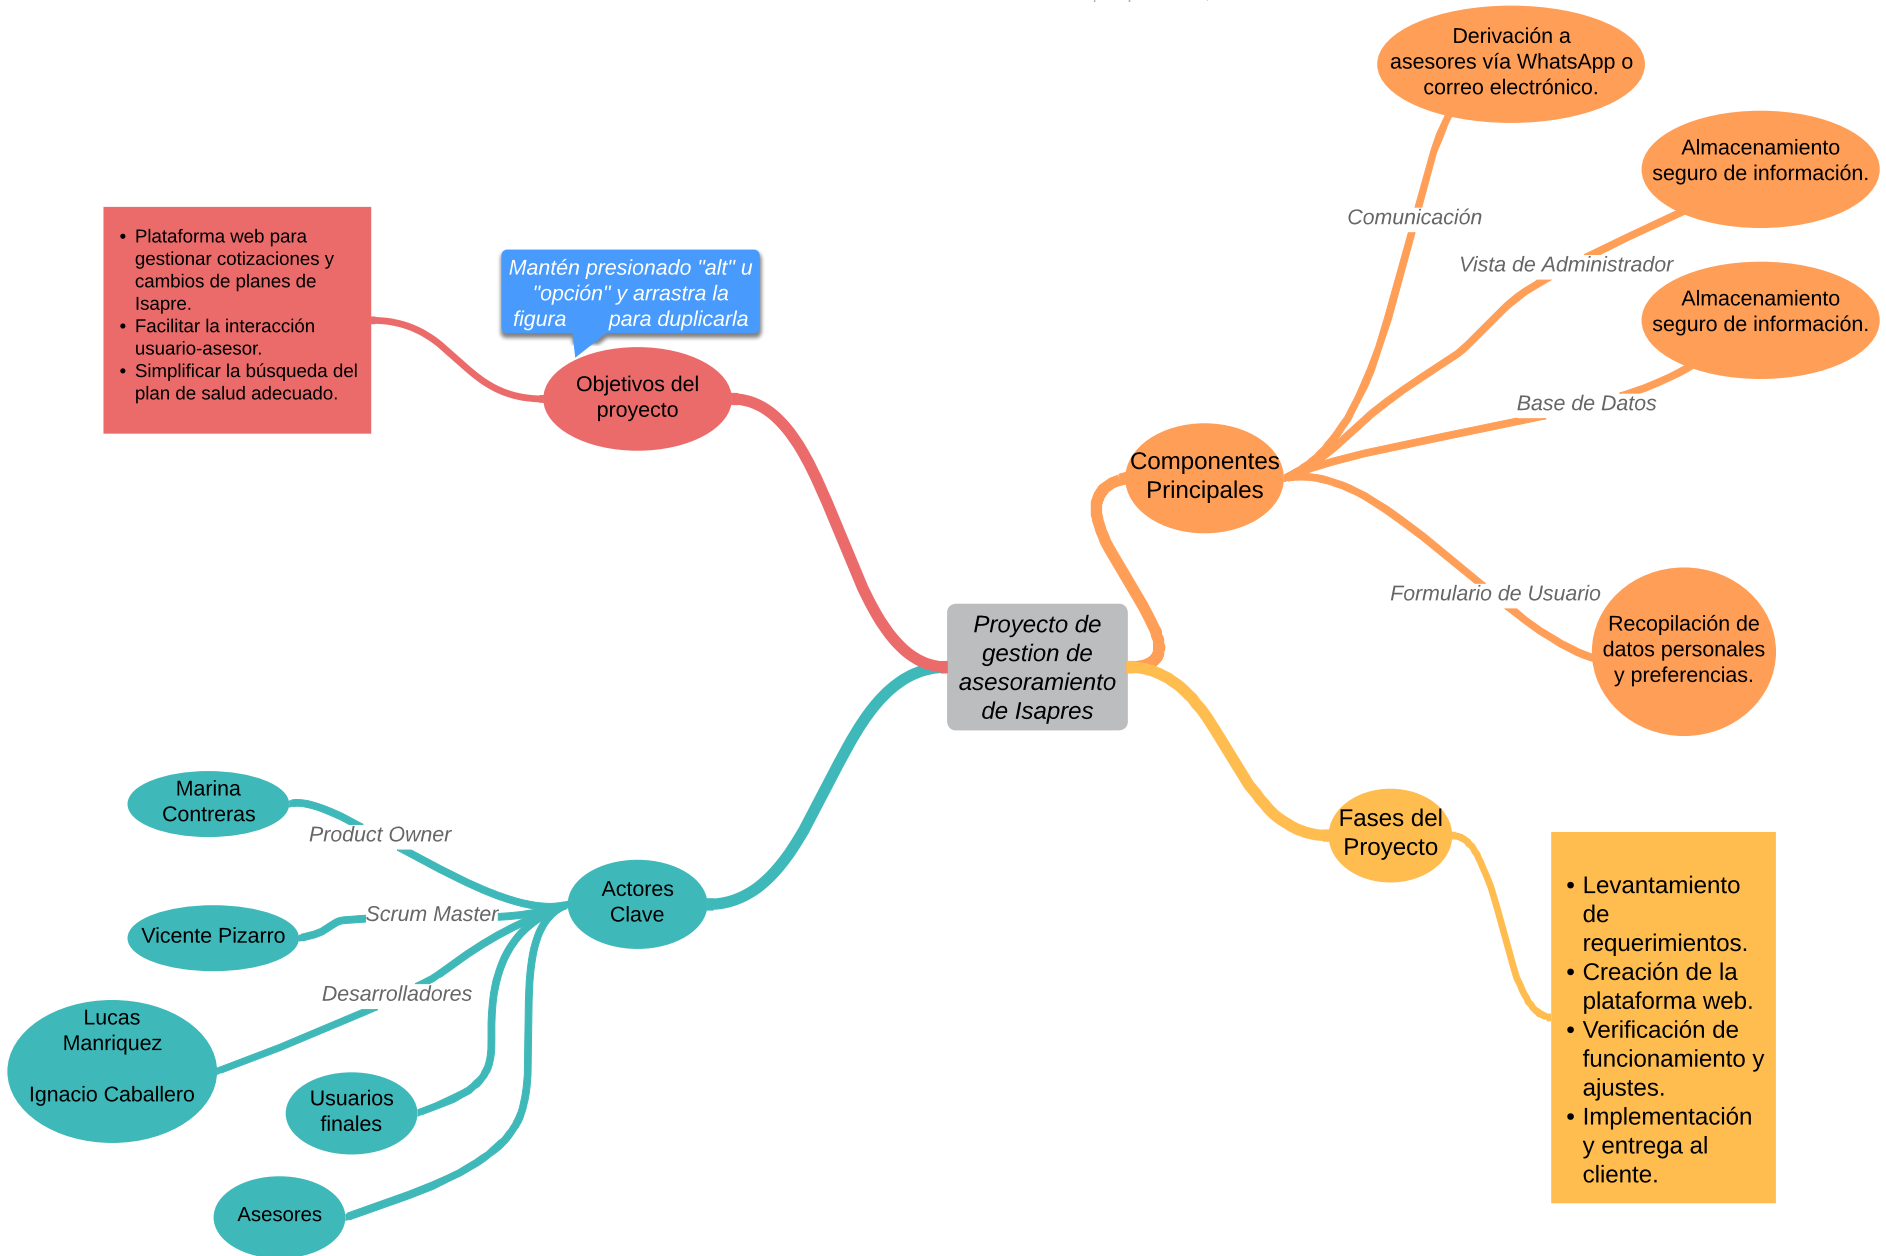 Derivación a
asesores vía WhatsApp o
correo electrónico.
Almacenamiento
seguro de información.
Comunicación
Vista de Administrador
Almacenamiento
seguro de información.
Base de Datos
Componentes
Principales
Formulario de Usuario
Recopilación de
datos personales
y preferencias.
• Plataforma web para
gestionar cotizaciones y
cambios de planes de
Isapre.
• Facilitar la interacción
usuario-asesor.
• Simplificar la búsqueda del
plan de salud adecuado.
Mantén presionado "alt" u
"opción" y arrastra la
figura para duplicarla
Objetivos del
proyecto
Proyecto de
gestion de
asesoramiento
de Isapres
Marina
Contreras
Product Owner
Vicente Pizarro
Scrum Master
Actores
Clave
Desarrolladores
Lucas
Manriquez
Ignacio Caballero
Usuarios
finales
Asesores
Fases del
Proyecto
• Levantamiento
de
requerimientos.
• Creación de la
plataforma web.
• Verificación de
funcionamiento y
ajustes.
• Implementación
y entrega al
cliente.